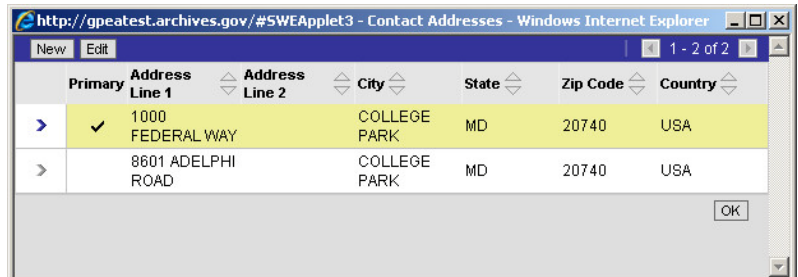 http://gpeatest.archives.gov/#SWEApplet3 - Contact Addresses - Windows Internet Explorer
New Edit 1 - 2 of 2
Primary Address Line 1 Address Line 2 City State Zip Code Country
1000 FEDERAL WAY COLLEGE PARK MD 20740 USA
8601 ADELPHI ROAD COLLEGE PARK MD 20740 USA
OK